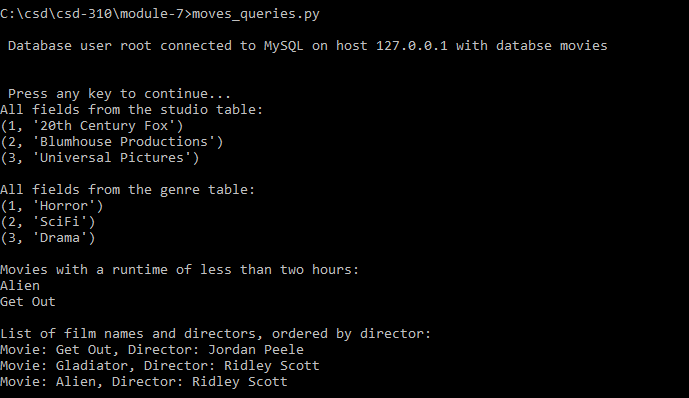 C:\csd\csd-310\module-7>moves_queries.py
Database user root connected to MySQL on host 127.0.0.1 with databse movies
Press any key to continue...
All fields from the studio table:
(1, '20th Century Fox')
(2, 'Blumhouse Productions')
(3, 'Universal Pictures')
All fields from the genre table:
(1, 'Horror')
(2, 'SciFi')
(3, 'Drama')
Movies with a runtime of less than two hours:
Alien
Get Out
List of film names and directors, ordered by director:
Movie: Get Out, Director: Jordan Peele
Movie: Gladiator, Director: Ridley Scott
Movie: Alien, Director: Ridley Scott